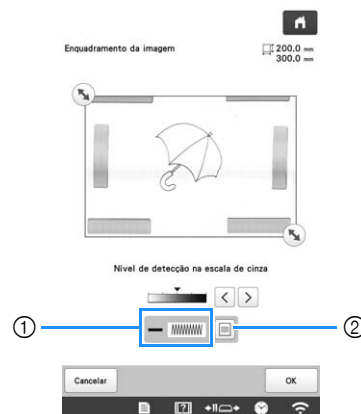 Enquadramento da imagem
200.0 mm
300.0 mm
Nível de detecção na escala de cinza
①
②
Cancelar
OK